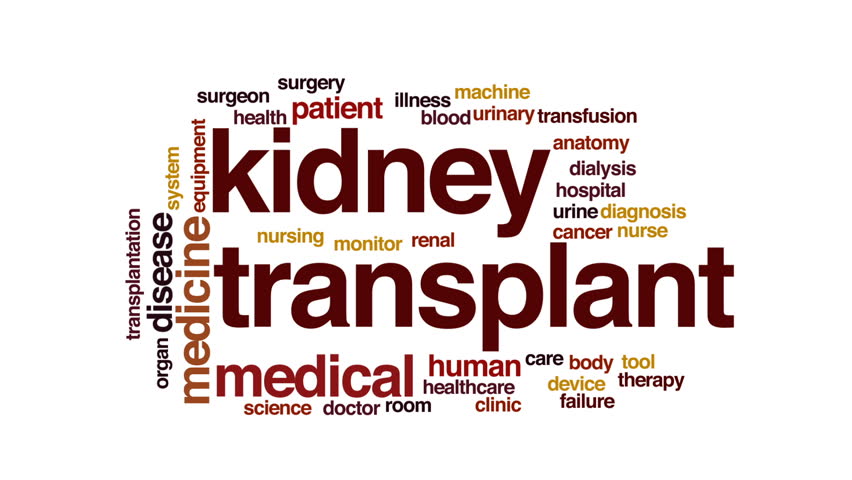 surgery
surgeon
machine
illness
patient
health
blood
urinary
transfusion
equipment
system
kidney
anatomy
dialysis
hospital
urine
diagnosis
cancer
nurse
nursing
monitor
renal
transplantation
disease
medicine
organ
transplant
medical
human
care
body
tool
healthcare
device
therapy
science
doctor
room
clinic
failure